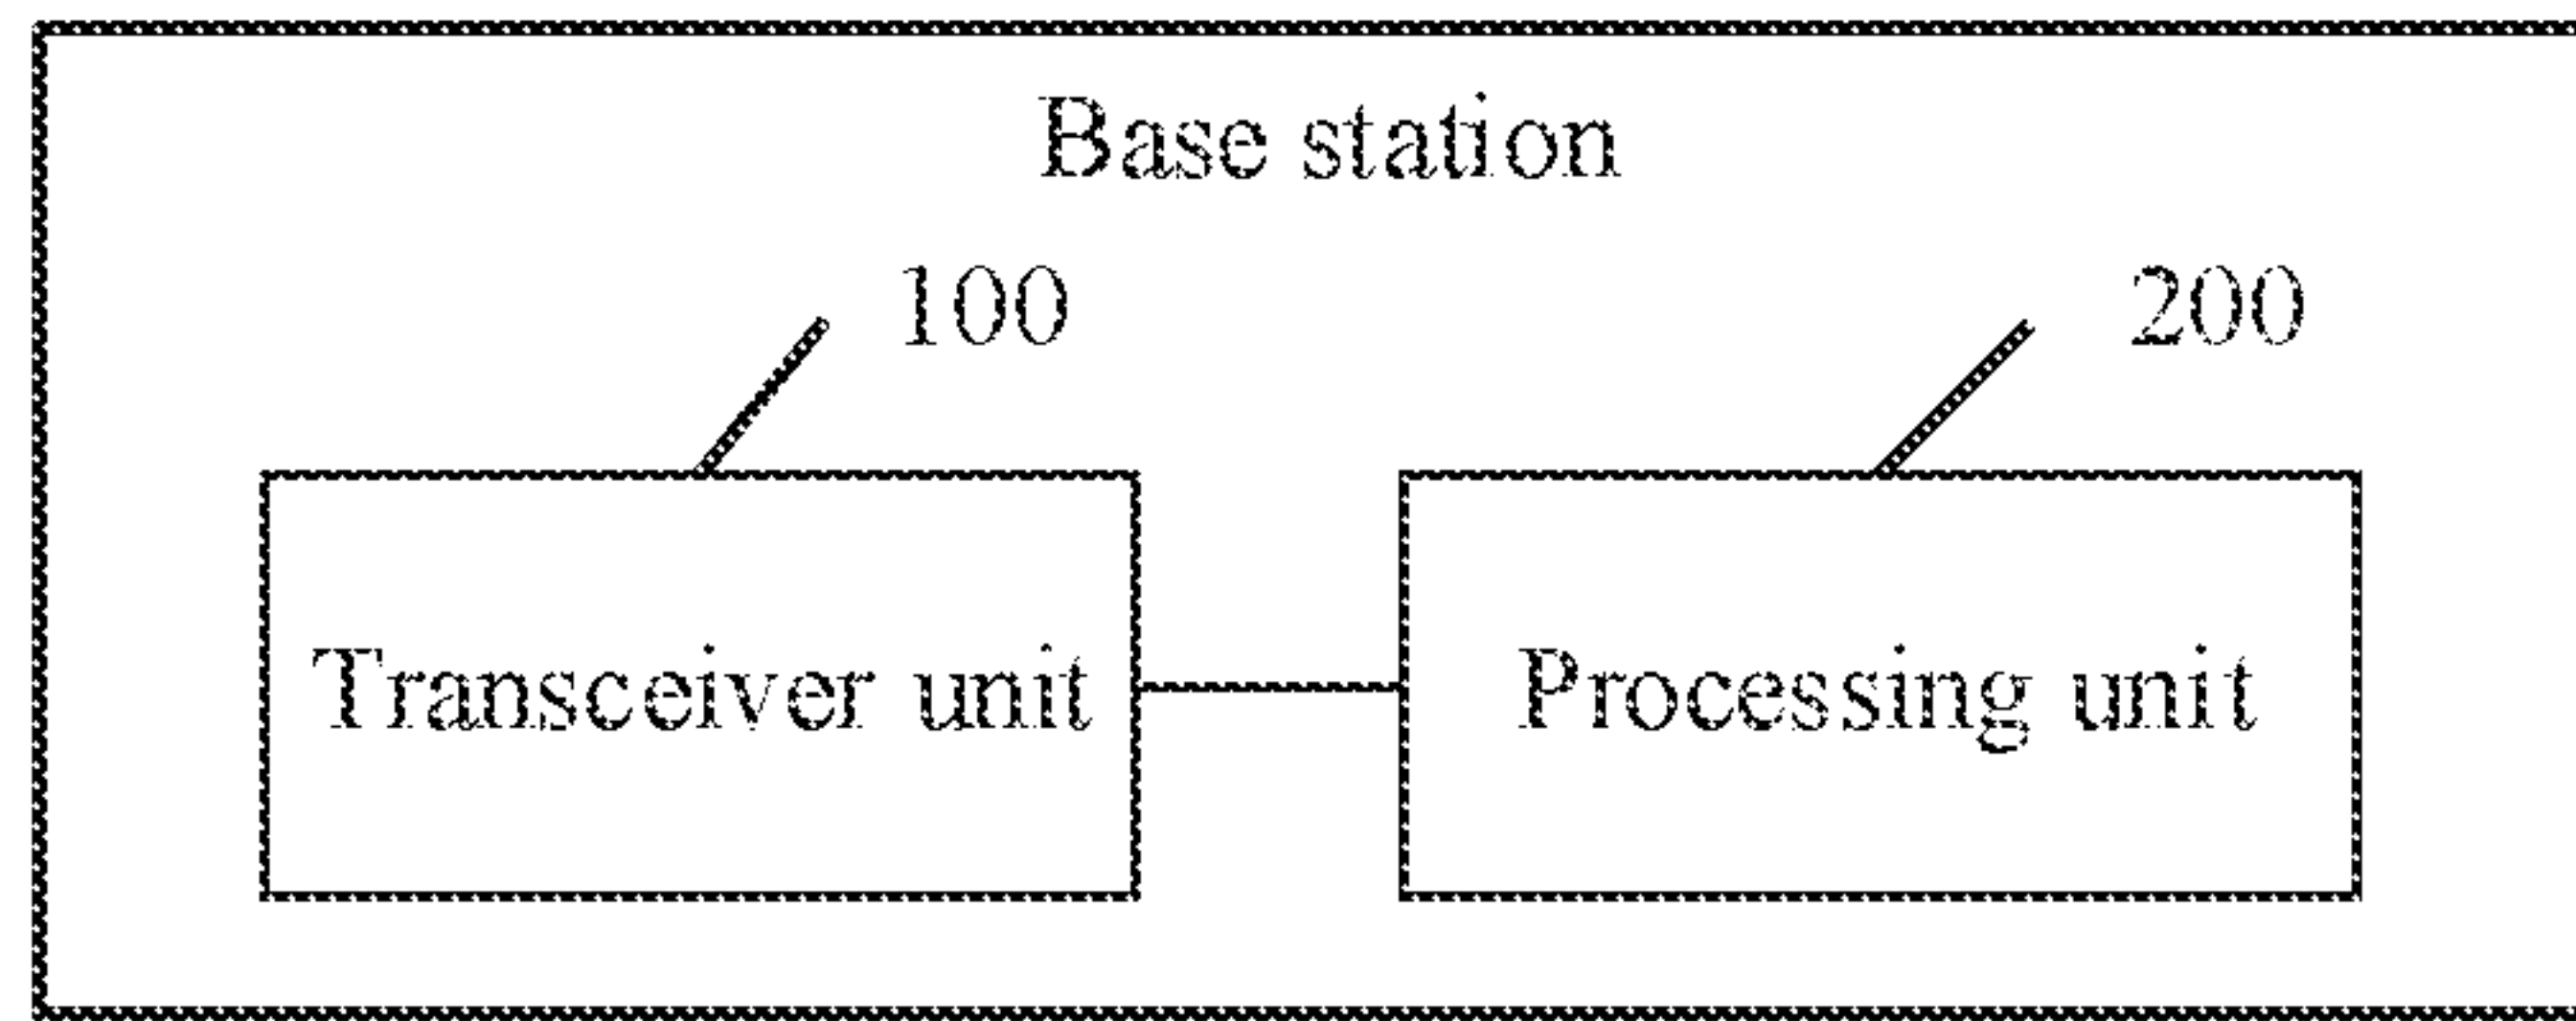 Base station
100 200
Transceiver unit Processing unit